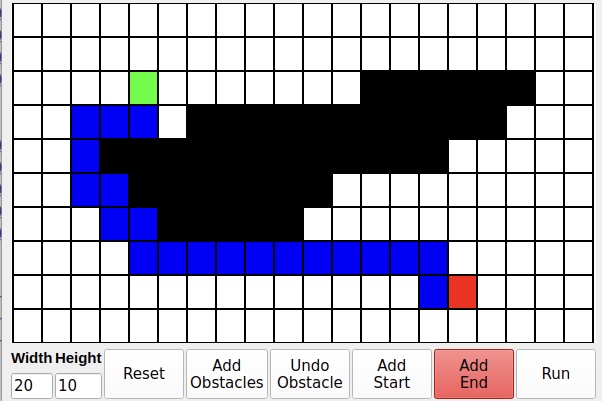 Width Height
20 10
Reset
Add
Obstacles
Undo
Obstacle
Add
Start
Add
End
Run